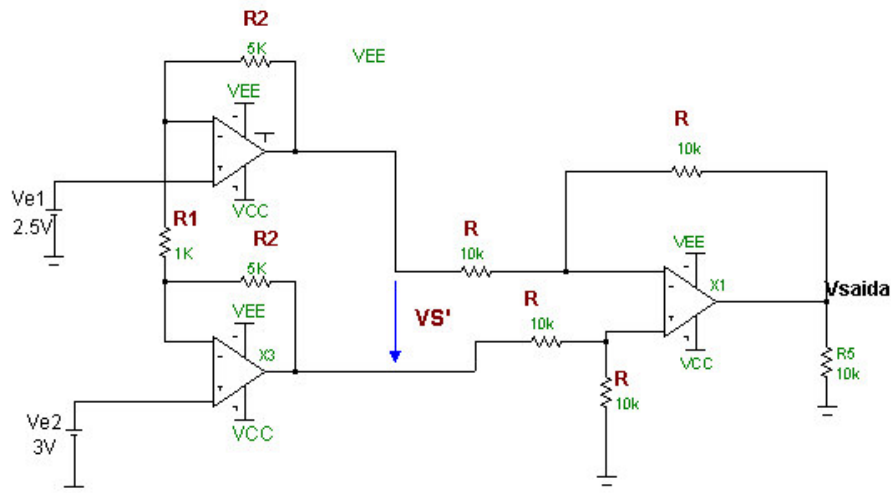 R2
5K
VEE
VEE
R
10k
Ve1
2.5V
VCC
R1
1K
R2
5K
R
10k
VEE
X1
Vsaida
VEE
VS'
R
10k
X3
VCC
R5
10k
R
10k
Ve2
3V
VCC